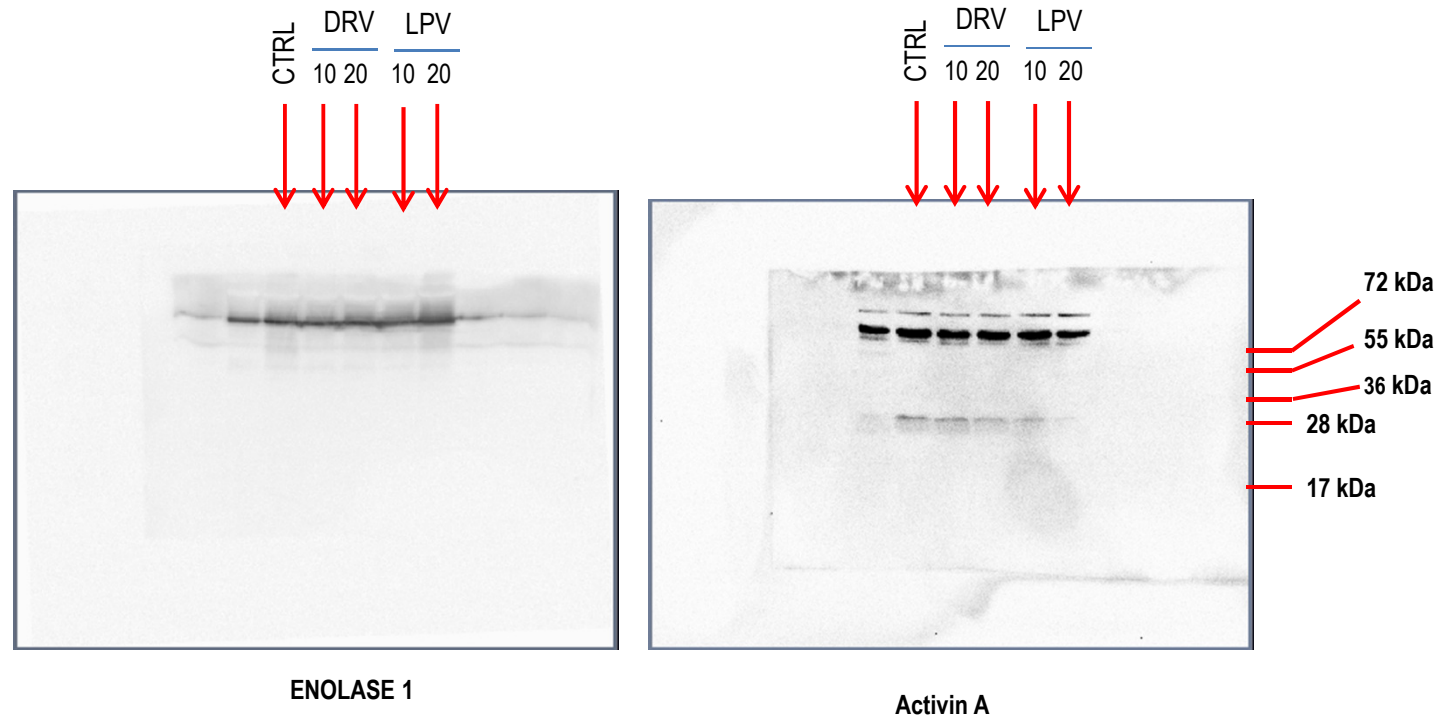 CTRL
DRV
LPV
10 20
10 20
CTRL
DRV
LPV
10 20
10 20
72 kDa
55 kDa
36 kDa
28 kDa
17 kDa
ENOLASE 1
Activin A